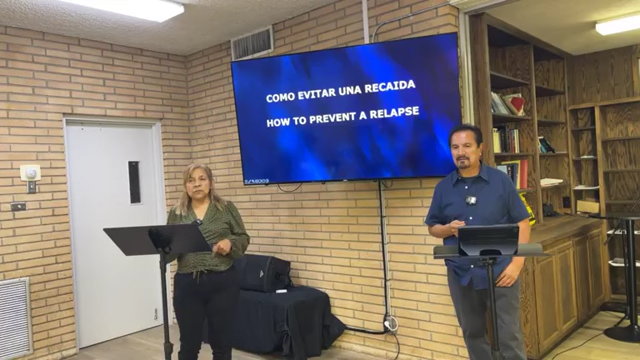 COMO EVITAR UNA RECAIDA
HOW TO PREVENT A RELAPSE